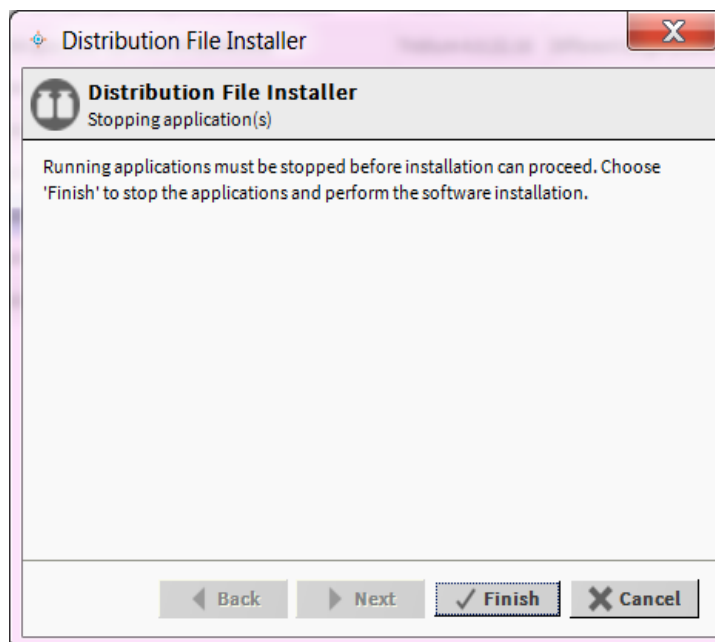 Distribution File Installer
Distribution File Installer
Stopping application(s)
Running applications must be stopped before installation can proceed. Choose
'Finish' to stop the applications and perform the software installation.
Back
Next
Finish
Cancel